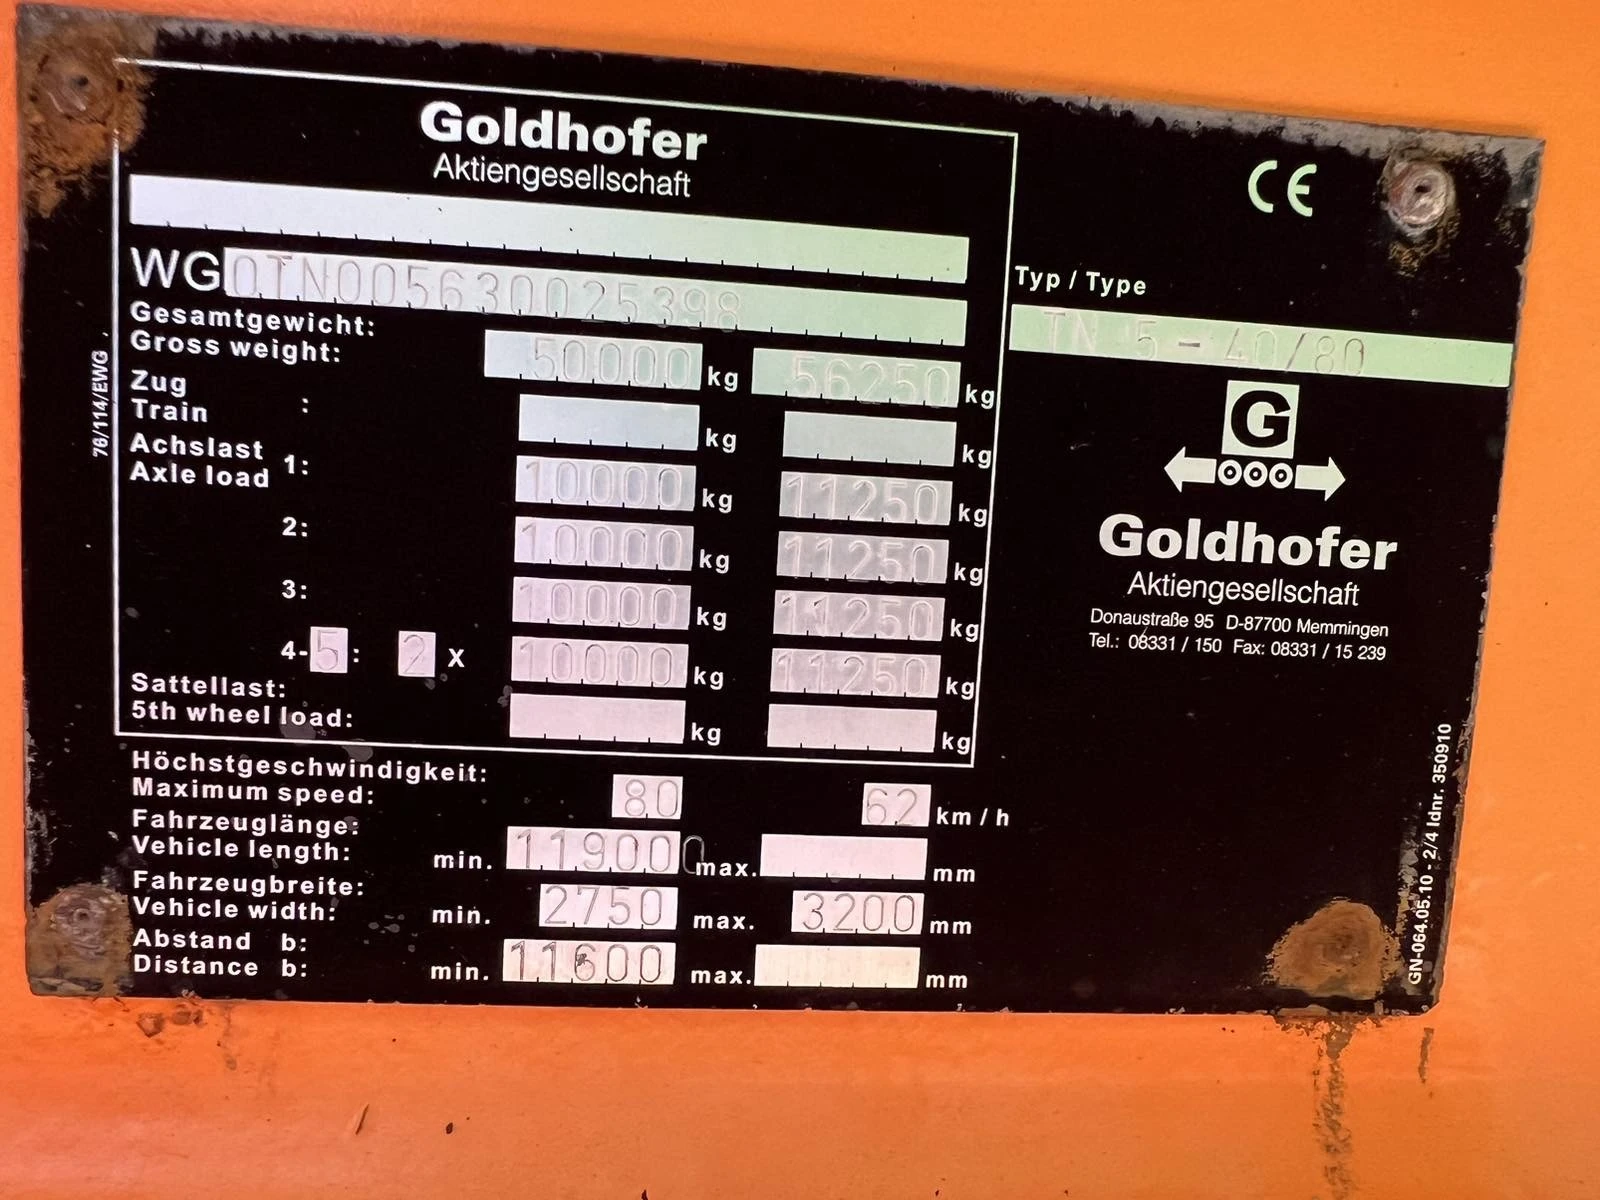 Goldhofer
Aktiengesellschaft
WG0TN005630025398
Gesamtgewicht:
Gross weight: 50000 kg 56250 kg
Zug
Train : kg kg
Achslast
Axle load 1: 10000 kg 11250 kg
2: 10000 kg 11250 kg
3: 10000 kg 11250 kg
4-5: 2 x 10000 kg 11250 kg
Sattellast:
5th wheel load: kg kg
Höchstgeschwindigkeit:
Maximum speed: 80 62 km/h
Fahrzeuglänge:
Vehicle length: min. 119000 max. mm
Fahrzeugbreite:
Vehicle width: min. 2750 max. 3200 mm
Abstand b:
Distance b: min. 11600 max. mm
76/114/EWG
CE
Typ / Type
TN 5 - 40/80
G
Goldhofer
Aktiengesellschaft
Donaustraße 95 D-87700 Memmingen
Tel.: 08331 / 150 Fax: 08331 / 15 239
GN-064.05.10 - 2/4 Idnr. 350910